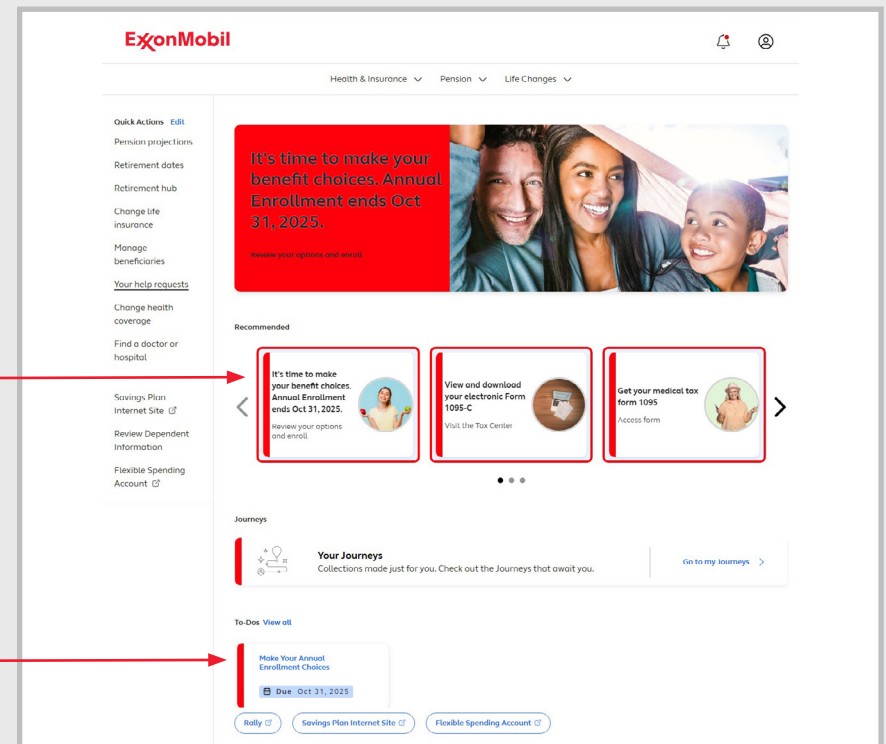 ExxonMobil
Health & Insurance
Pension
Life Changes
Quick Actions Edit
Pension projections
Retirement dates
Retirement hub
Change life
insurance
Manage
beneficiaries
Your help requests
Change health
coverage
Find a doctor or
hospital
Savings Plan
Internet Site
Review Dependent
Information
Flexible Spending
Account
It's time to make your
benefit choices. Annual
Enrollment ends Oct
31, 2025.
Review your options and enroll
Recommended
It's time to make
your benefit choices.
Annual Enrollment
ends Oct 31, 2025.
Review your options
and enroll
View and download
your electronic Form
1095-C
Visit the Tax Center
Get your medical tax
form 1095
Access form
Journeys
Your Journeys
Collections made just for you. Check out the Journeys that await you.
Go to my Journeys
To-Dos View all
Make Your Annual
Enrollment Choices
Due Oct 31, 2025
Rally
Savings Plan Internet Site
Flexible Spending Account